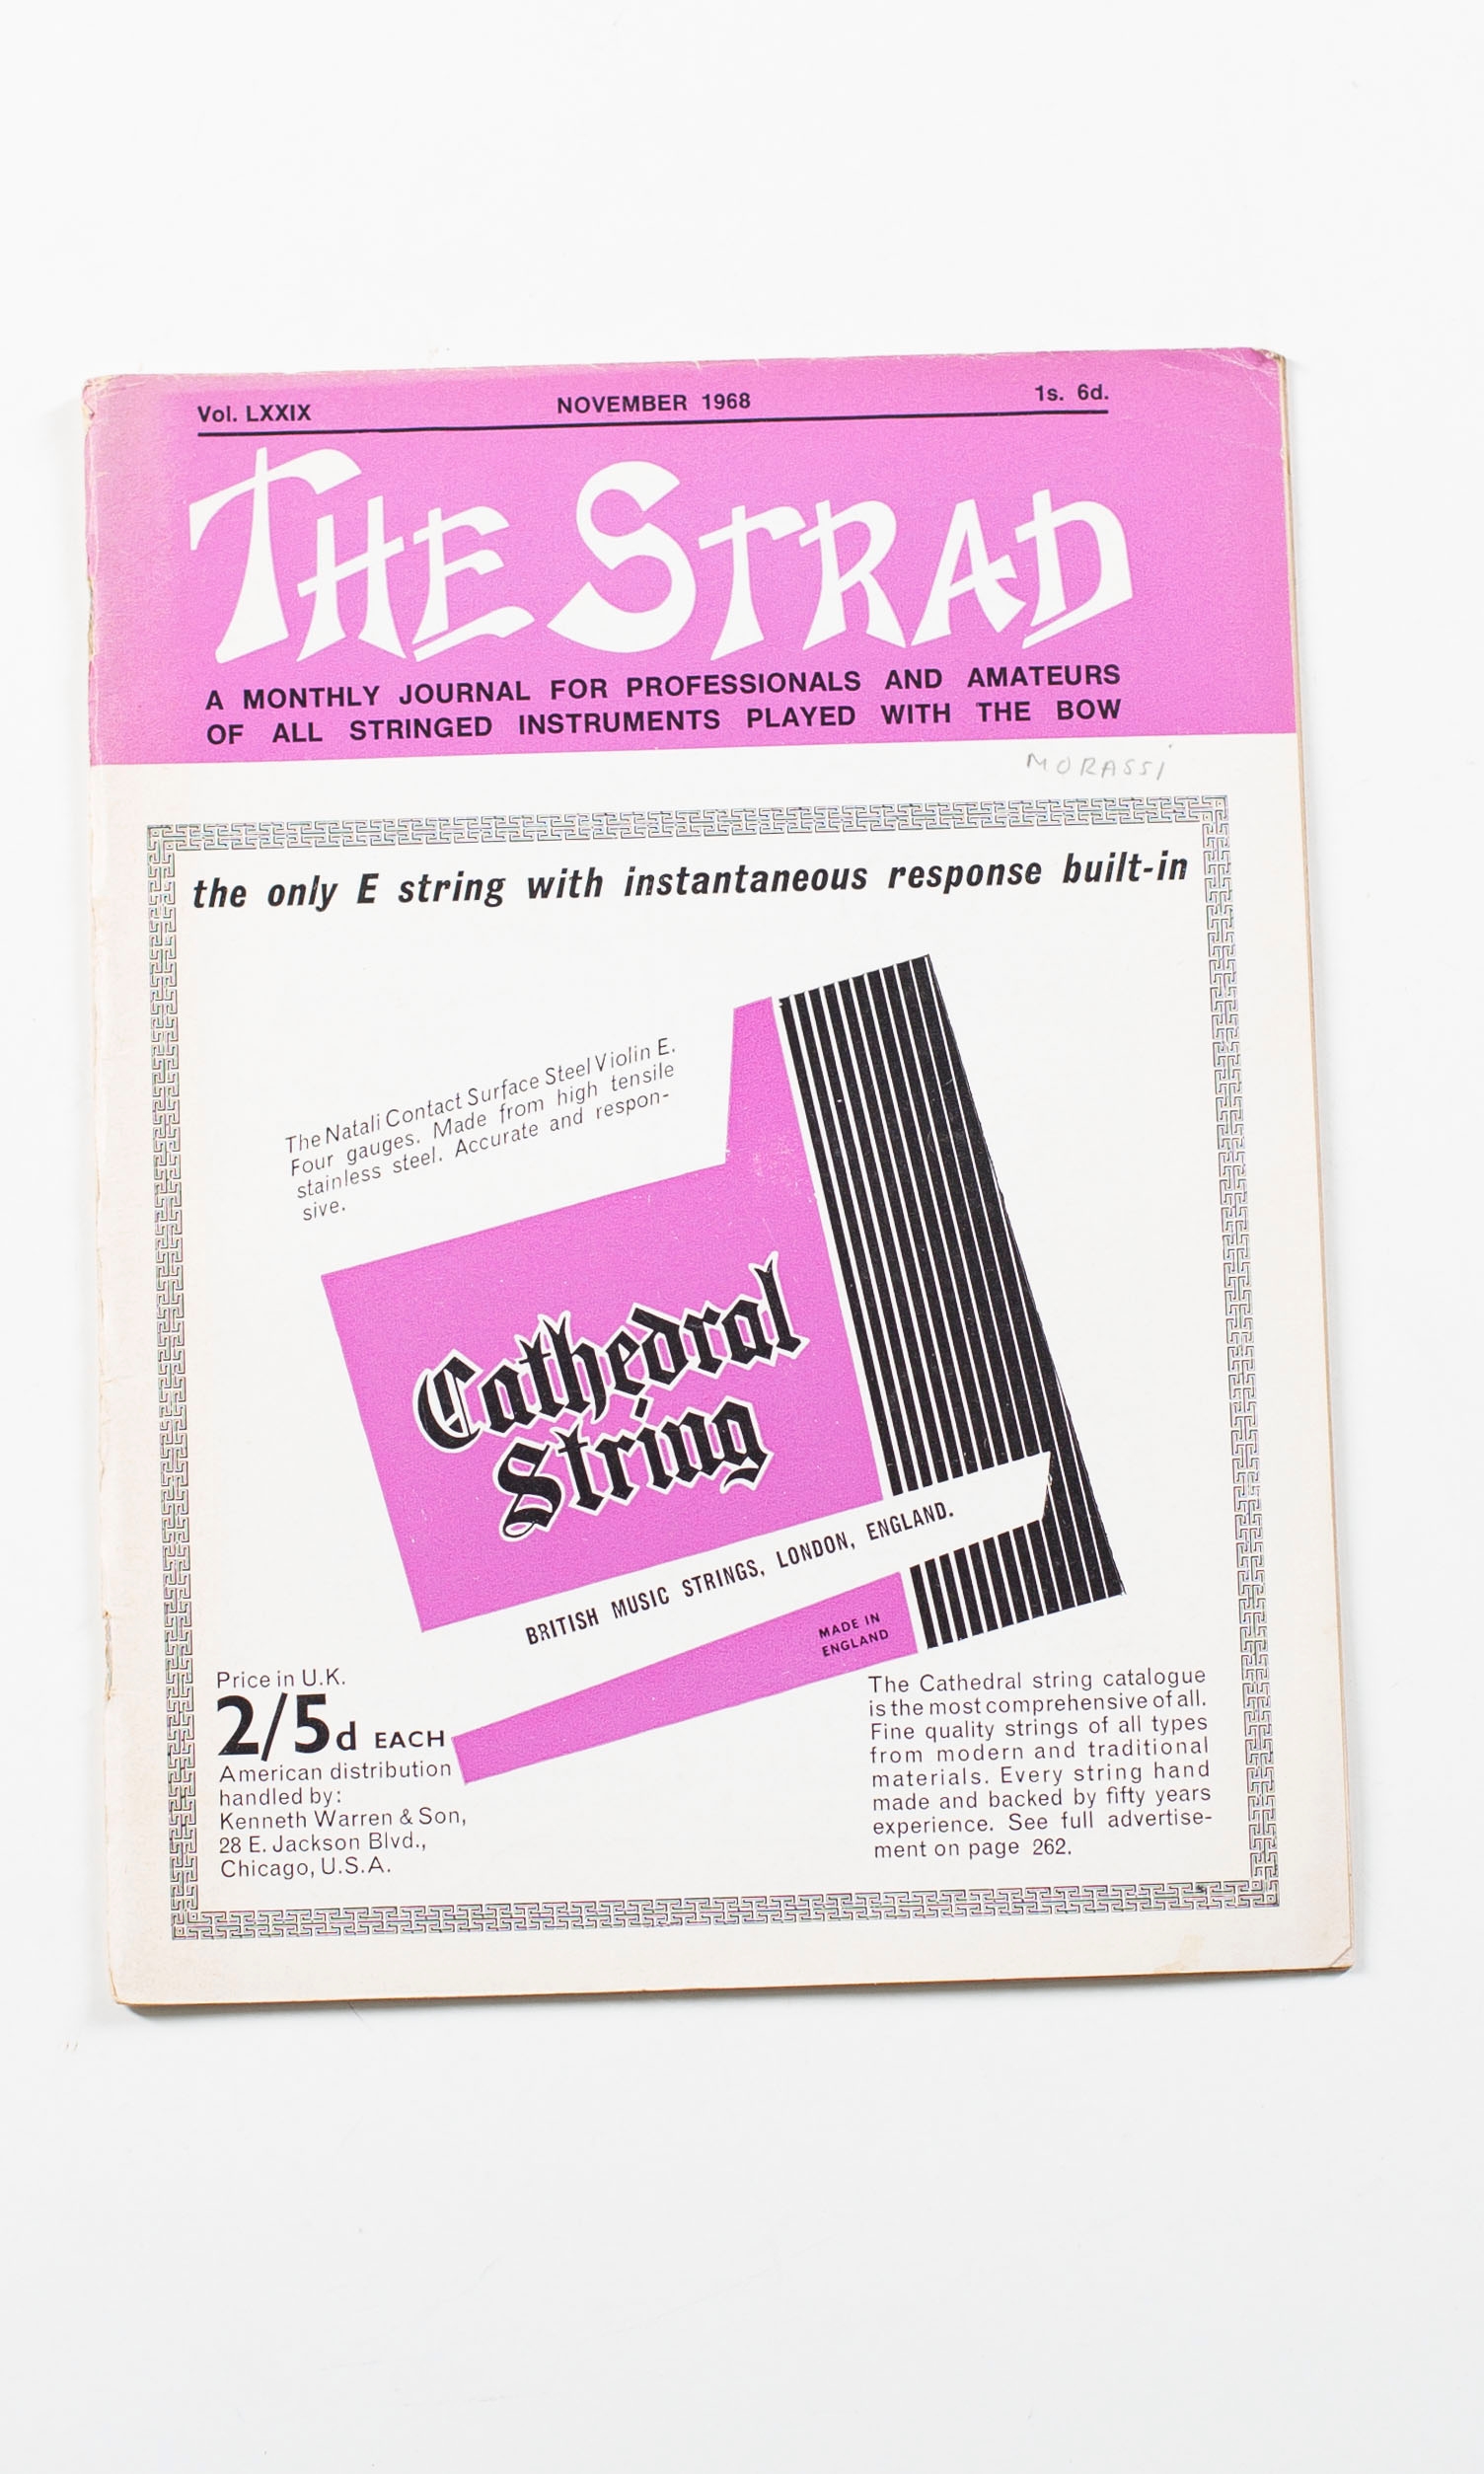 Vol. LXXIX NOVEMBER 1968 1s. 6d.
THE STRAD
A MONTHLY JOURNAL FOR PROFESSIONALS AND AMATEURS
OF ALL STRINGED INSTRUMENTS PLAYED WITH THE BOW
MORASSI
the only E string with instantaneous response built-in
The Natali Contact Surface Steel Violin E.
Four gauges. Made from high tensile
stainless steel. Accurate and respon-
sive.
Cathedral
String
BRITISH MUSIC STRINGS, LONDON, ENGLAND.
MADE IN
ENGLAND
Price in U.K.
2/5d EACH
American distribution
handled by:
Kenneth Warren & Son,
28 E. Jackson Blvd.,
Chicago, U.S.A.
The Cathedral string catalogue
is the most comprehensive of all.
Fine quality strings of all types
from modern and traditional
materials. Every string hand
made and backed by fifty years
experience. See full advertise-
ment on page 262.